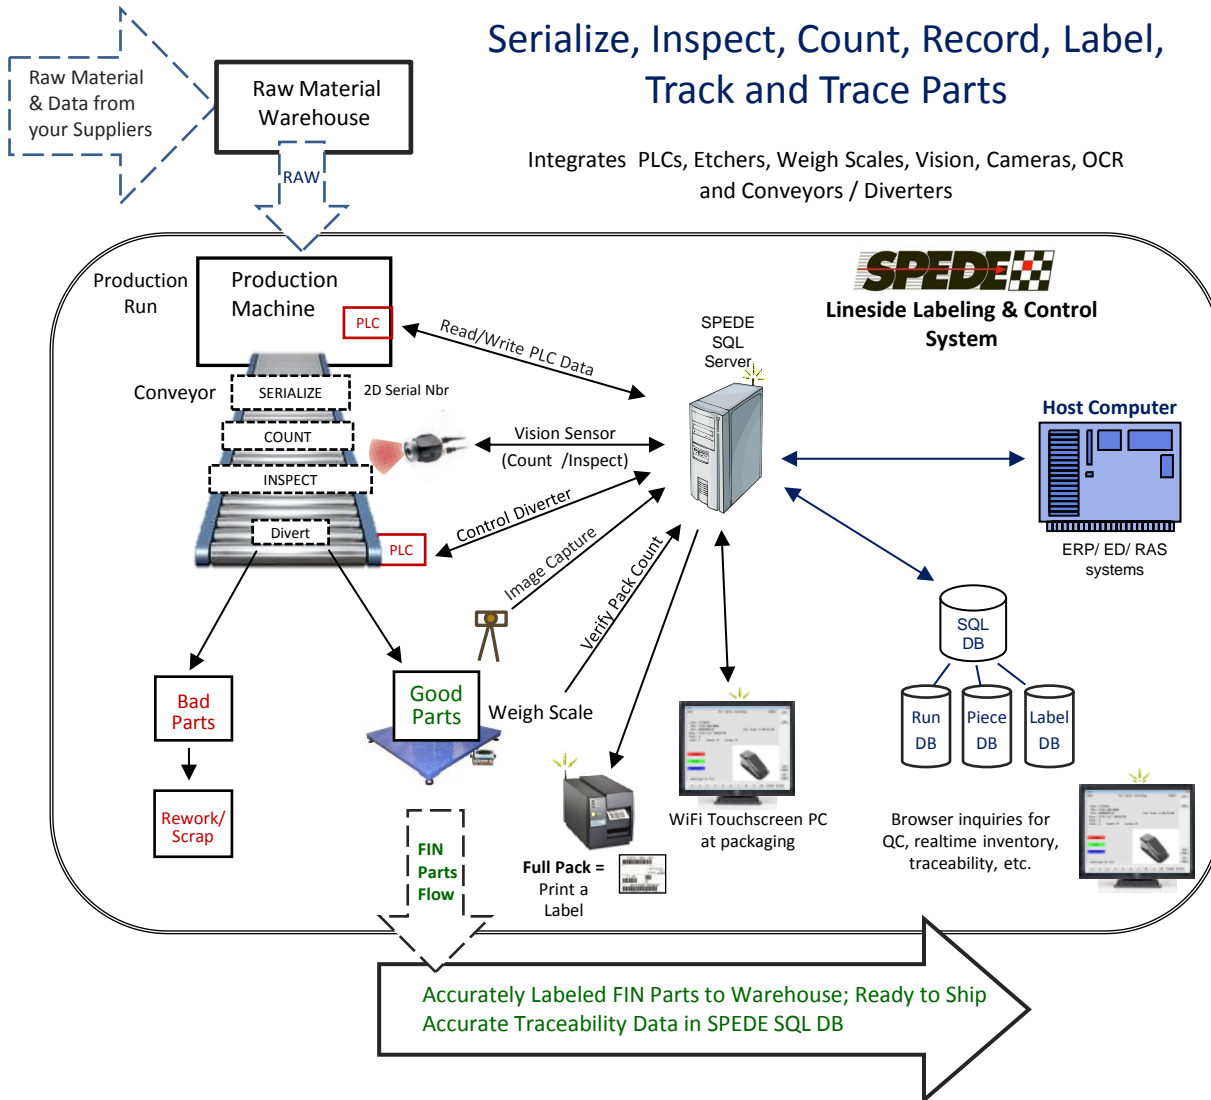 Serialize, Inspect, Count, Record, Label,
Track and Trace Parts
Raw Material
& Data from
your Suppliers
Raw Material
Warehouse
RAW
Integrates PLCs, Etchers, Weigh Scales, Vision, Cameras, OCR
and Conveyors / Diverters
Production
Run
Production
Machine
PLC
SPEDE
Lineside Labeling & Control
System
SPEDE
SQL
Server
Read/Write PLC Data
Conveyor
SERIALIZE
2D Serial Nbr
COUNT
INSPECT
Divert
PLC
Vision Sensor
(Count /Inspect)
Control Diverter
Image Capture
Verify Pack Count
Host Computer
ERP/ ED/ RAS
systems
SQL
DB
Run
DB
Piece
DB
Label
DB
Bad
Parts
Good
Parts
Weigh Scale
Rework/
Scrap
FIN
Parts
Flow
Full Pack =
Print a
Label
WiFi Touchscreen PC
at packaging
Browser inquiries for
QC, realtime inventory,
traceability, etc.
Accurately Labeled FIN Parts to Warehouse; Ready to Ship
Accurate Traceability Data in SPEDE SQL DB